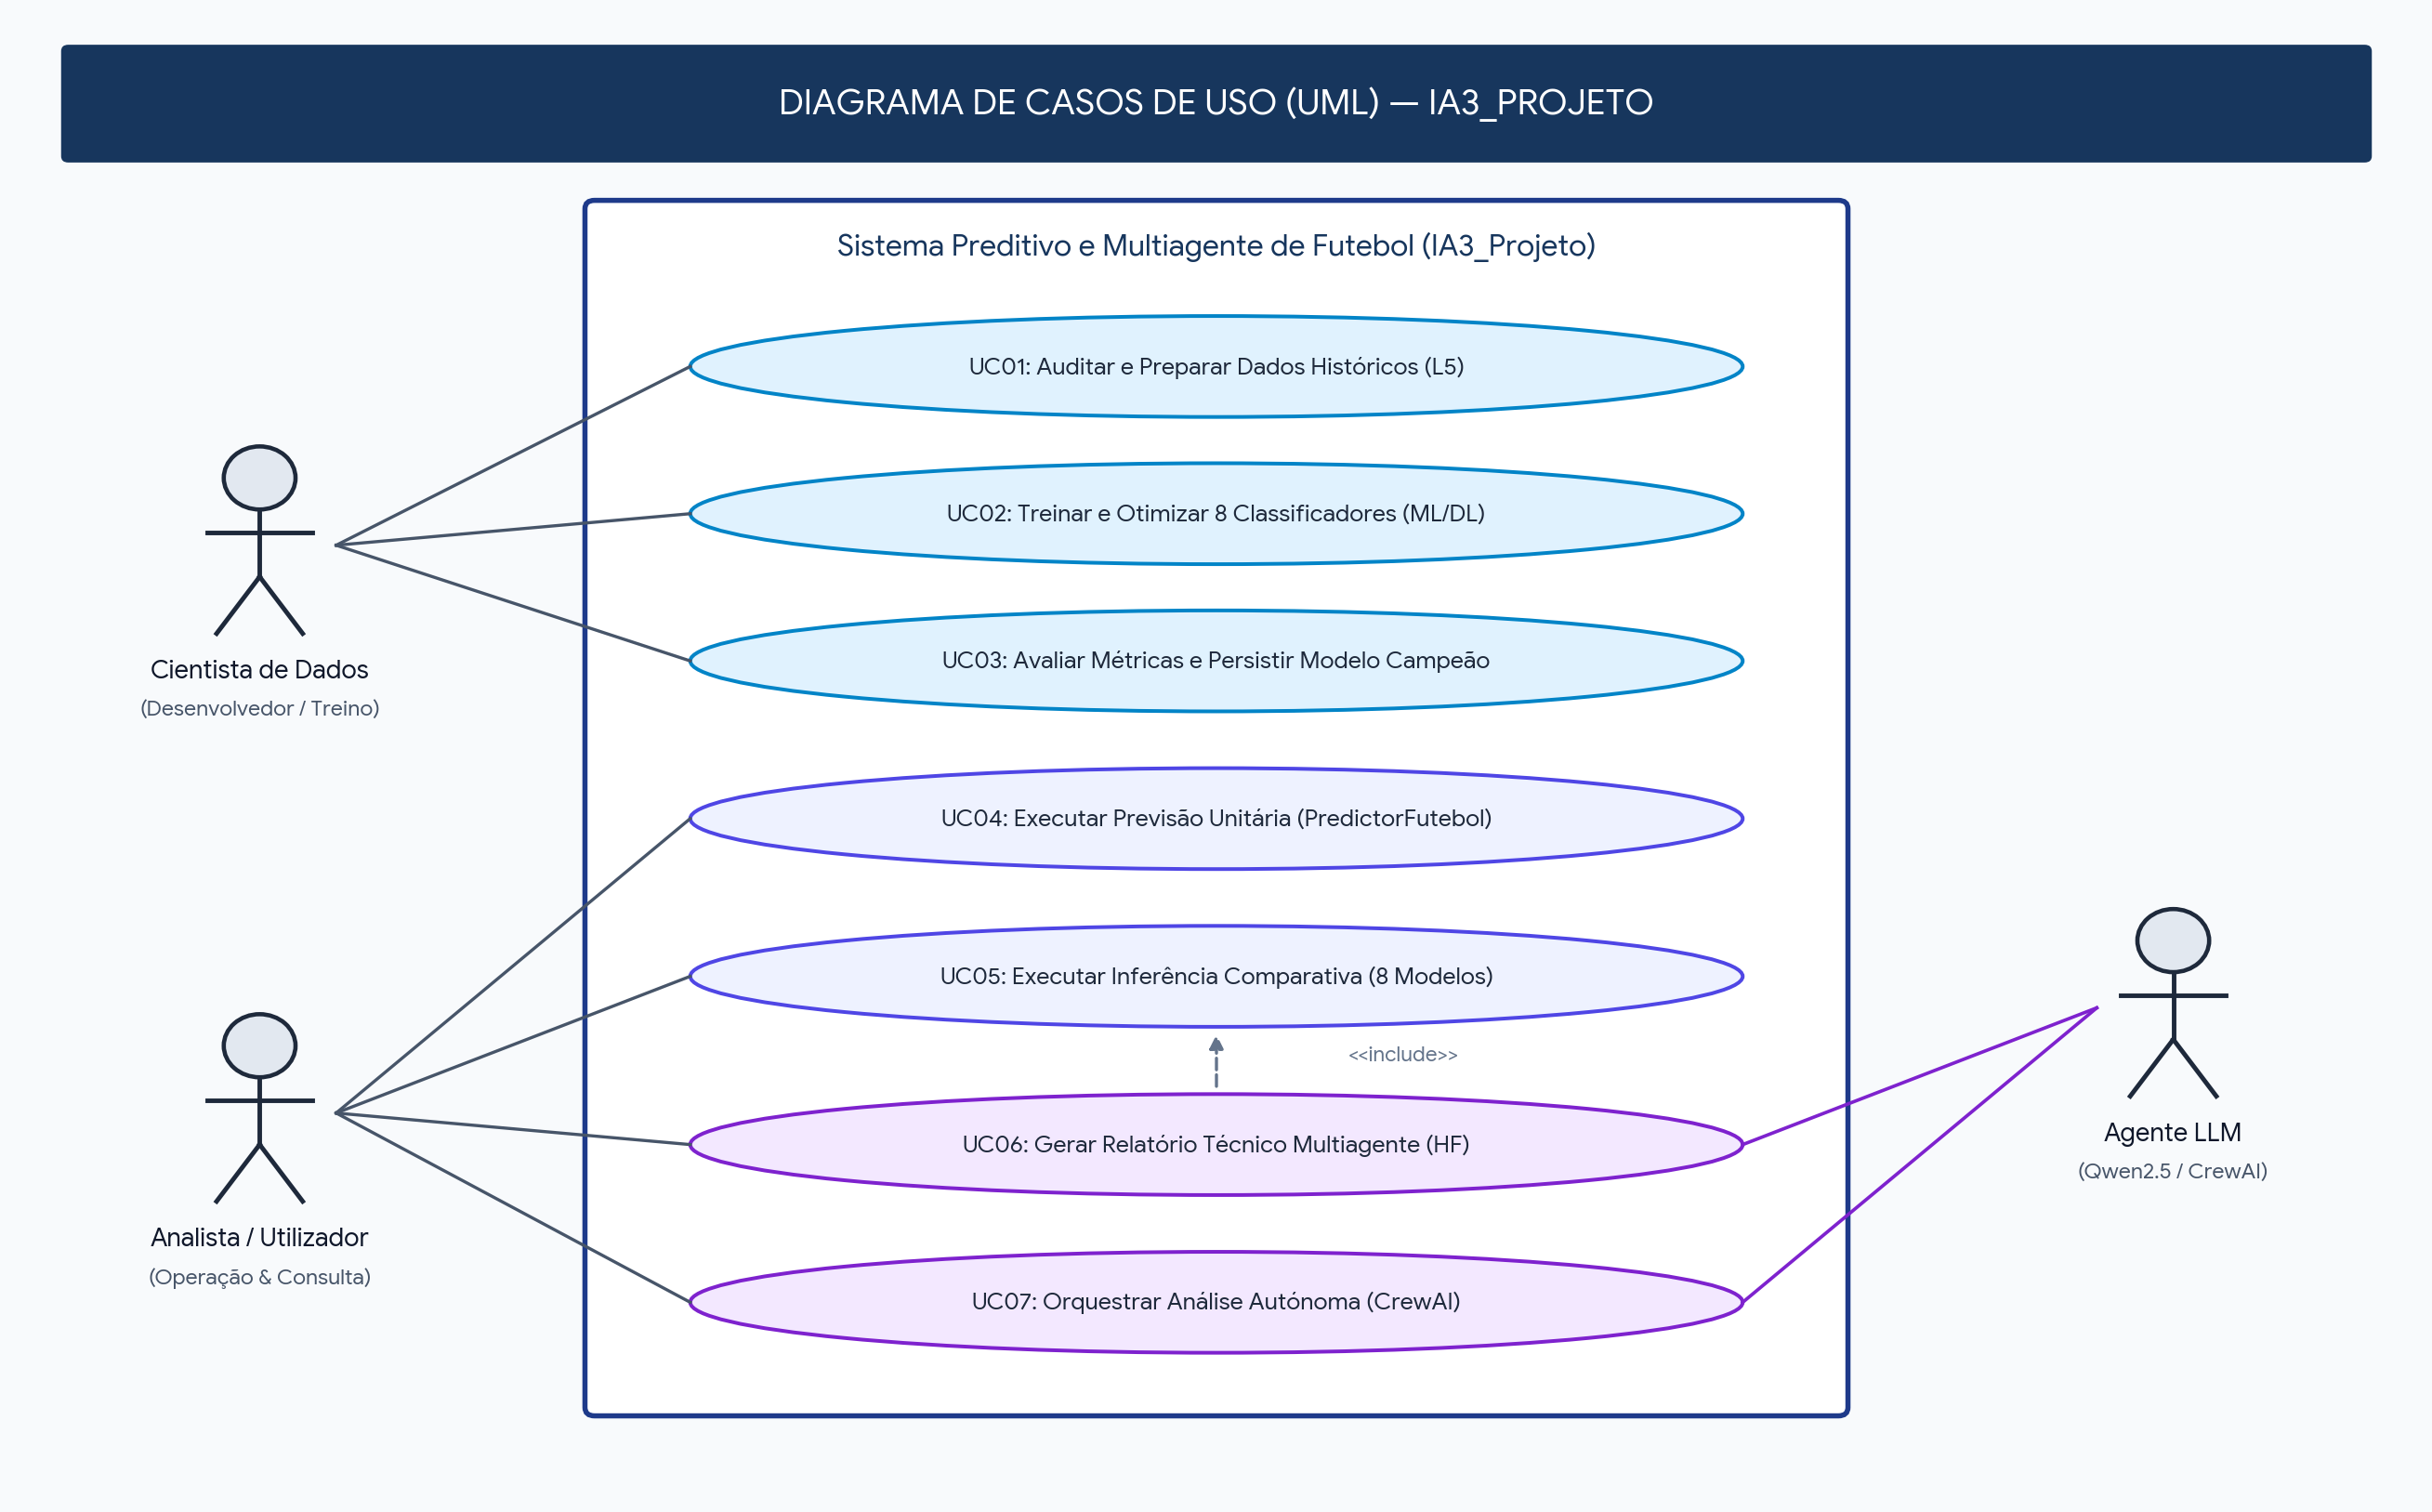 DIAGRAMA DE CASOS DE USO (UML) — IA3_PROJETO
Sistema Preditivo e Multiagente de Futebol (IA3_Projeto)
UC01: Auditar e Preparar Dados Históricos (L5)
UC02: Treinar e Otimizar 8 Classificadores (ML/DL)
UC03: Avaliar Métricas e Persistir Modelo Campeão
Cientista de Dados
(Desenvolvedor / Treino)
UC04: Executar Previsão Unitária (PredictorFutebol)
UC05: Executar Inferência Comparativa (8 Modelos)
<<include>>
UC06: Gerar Relatório Técnico Multiagente (HF)
Agente LLM
(Qwen2.5 / CrewAI)
Analista / Utilizador
(Operação & Consulta)
UC07: Orquestrar Análise Autónoma (CrewAI)